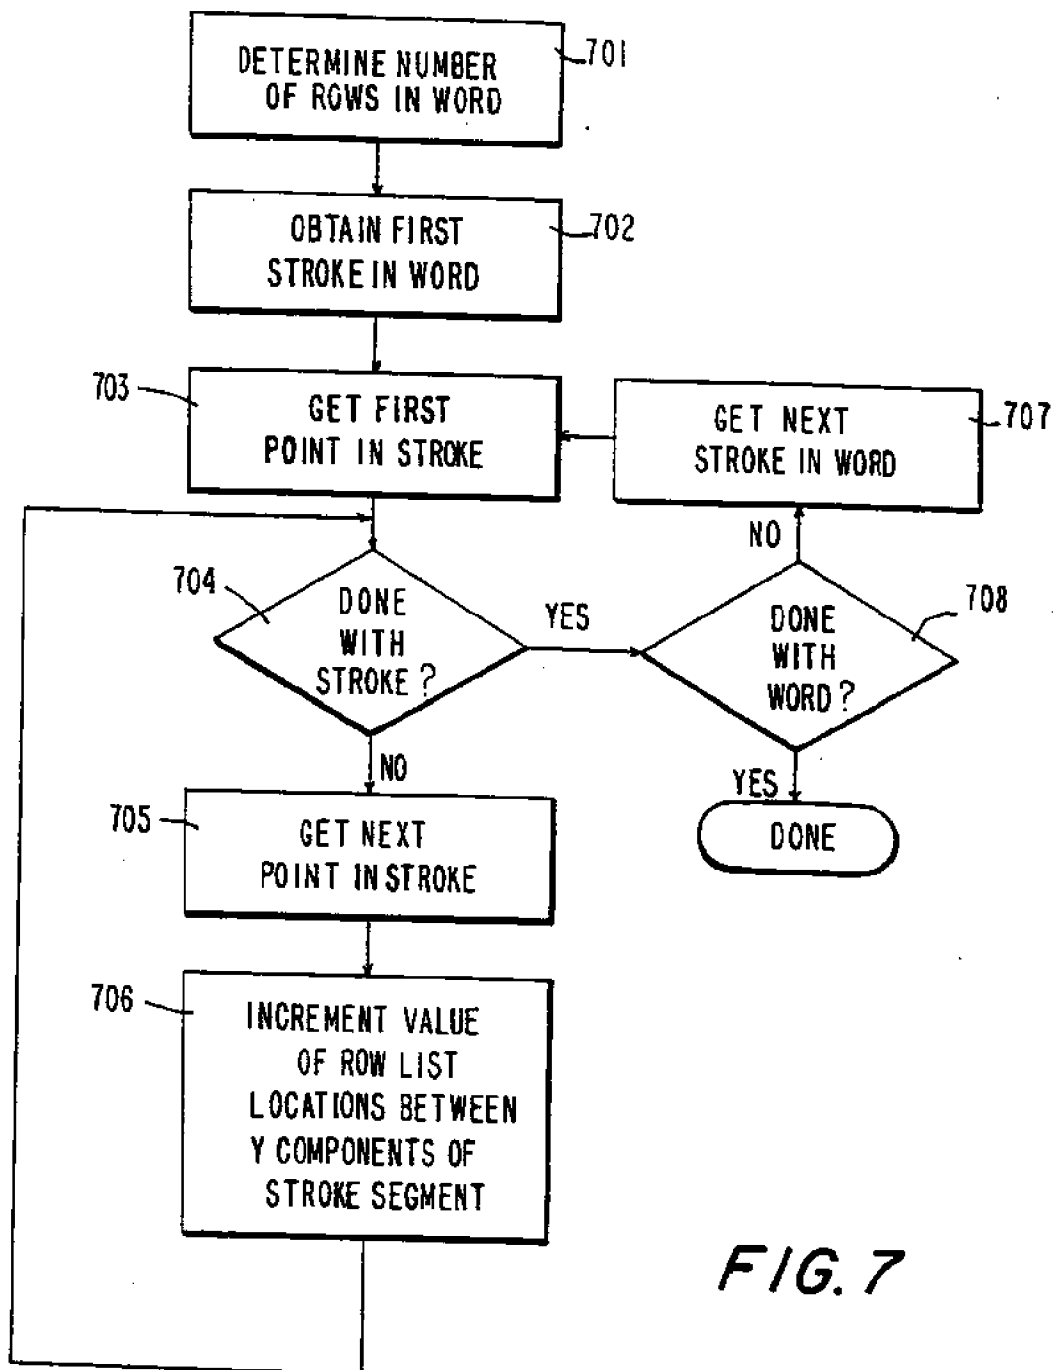 DETERMINE NUMBER
OF ROWS IN WORD
701
OBTAIN FIRST
STROKE IN WORD
702
703
GET FIRST
POINT IN STROKE
GET NEXT
STROKE IN WORD
707
NO
704
DONE
WITH
STROKE?
YES
DONE
WITH
WORD?
708
NO
YES
DONE
705
GET NEXT
POINT IN STROKE
706
INCREMENT VALUE
OF ROW LIST
LOCATIONS BETWEEN
Y COMPONENTS OF
STROKE SEGMENT
FIG. 7